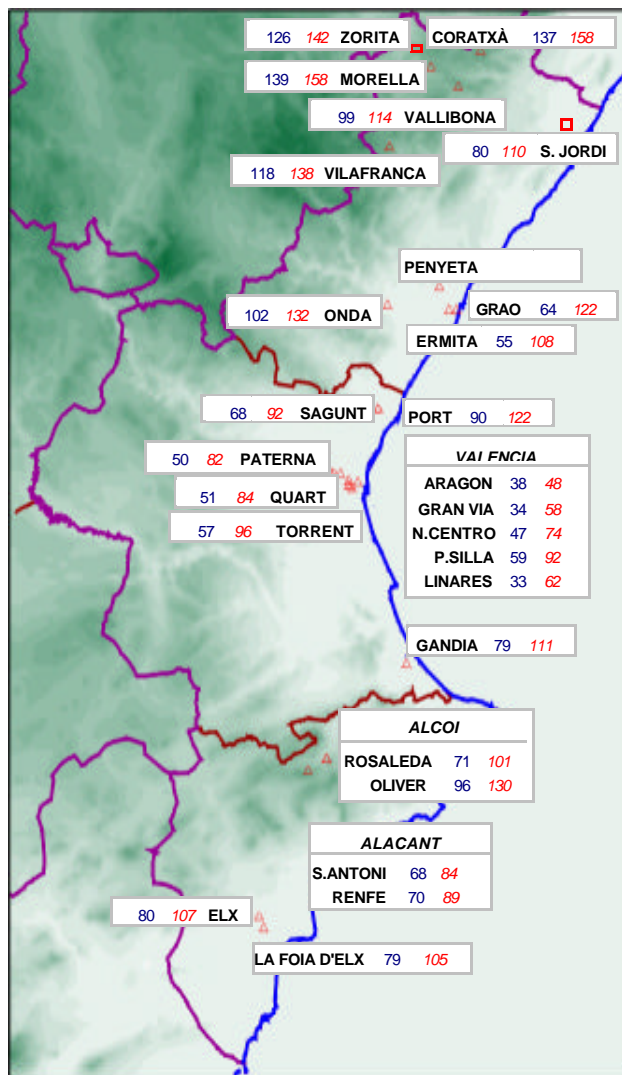 126 142 ZORITA
CORATXÀ 137 158
139 158 MORELLA
99 114 VALLIBONA
80 110 S. JORDI
118 138 VILAFRANCA
PENYETA
102 132 ONDA
GRAO 64 122
ERMITA 55 108
68 92 SAGUNT
PORT 90 122
50 82 PATERNA
51 84 QUART
57 96 TORRENT
VALENCIA
ARAGON 38 48
GRAN VIA 34 58
N.CENTRO 47 74
P.SILLA 59 92
LINARES 33 62
GANDIA 79 111
ALCOI
ROSALEDA 71 101
OLIVER 96 130
ALACANT
S.ANTONI 68 84
RENFE 70 89
80 107 ELX
LA FOIA D'ELX 79 105